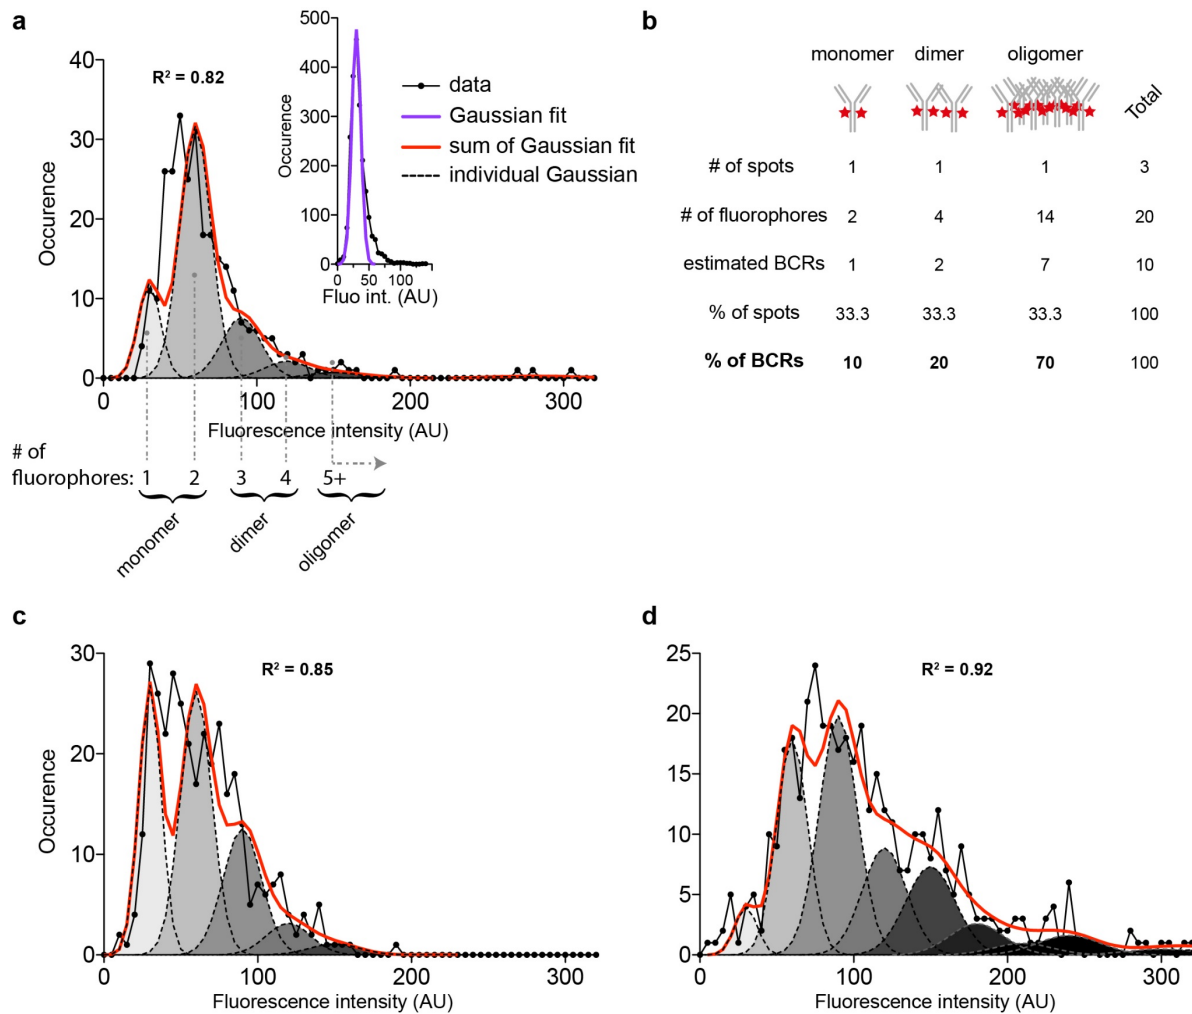 a
R² = 0.82
Occurence
40
30
20
10
0
0
100
200
300
Fluorescence intensity (AU)
500
400
300
200
100
0
Occurence
0
50
100
Fluo int. (AU)
data
Gaussian fit
sum of Gaussian fit
individual Gaussian
# of
fluorophores: 1 2 3 4 5+
monomer
dimer
oligomer
b
monomer dimer oligomer Total
# of spots 1 1 1 3
# of fluorophores 2 4 14 20
estimated BCRs 1 2 7 10
% of spots 33.3 33.3 33.3 100
% of BCRs 10 20 70 100
c
R² = 0.85
Occurence
30
20
10
0
0
100
200
300
Fluorescence intensity (AU)
d
R² = 0.92
25
20
15
10
5
0
0
100
200
300
Fluorescence intensity (AU)